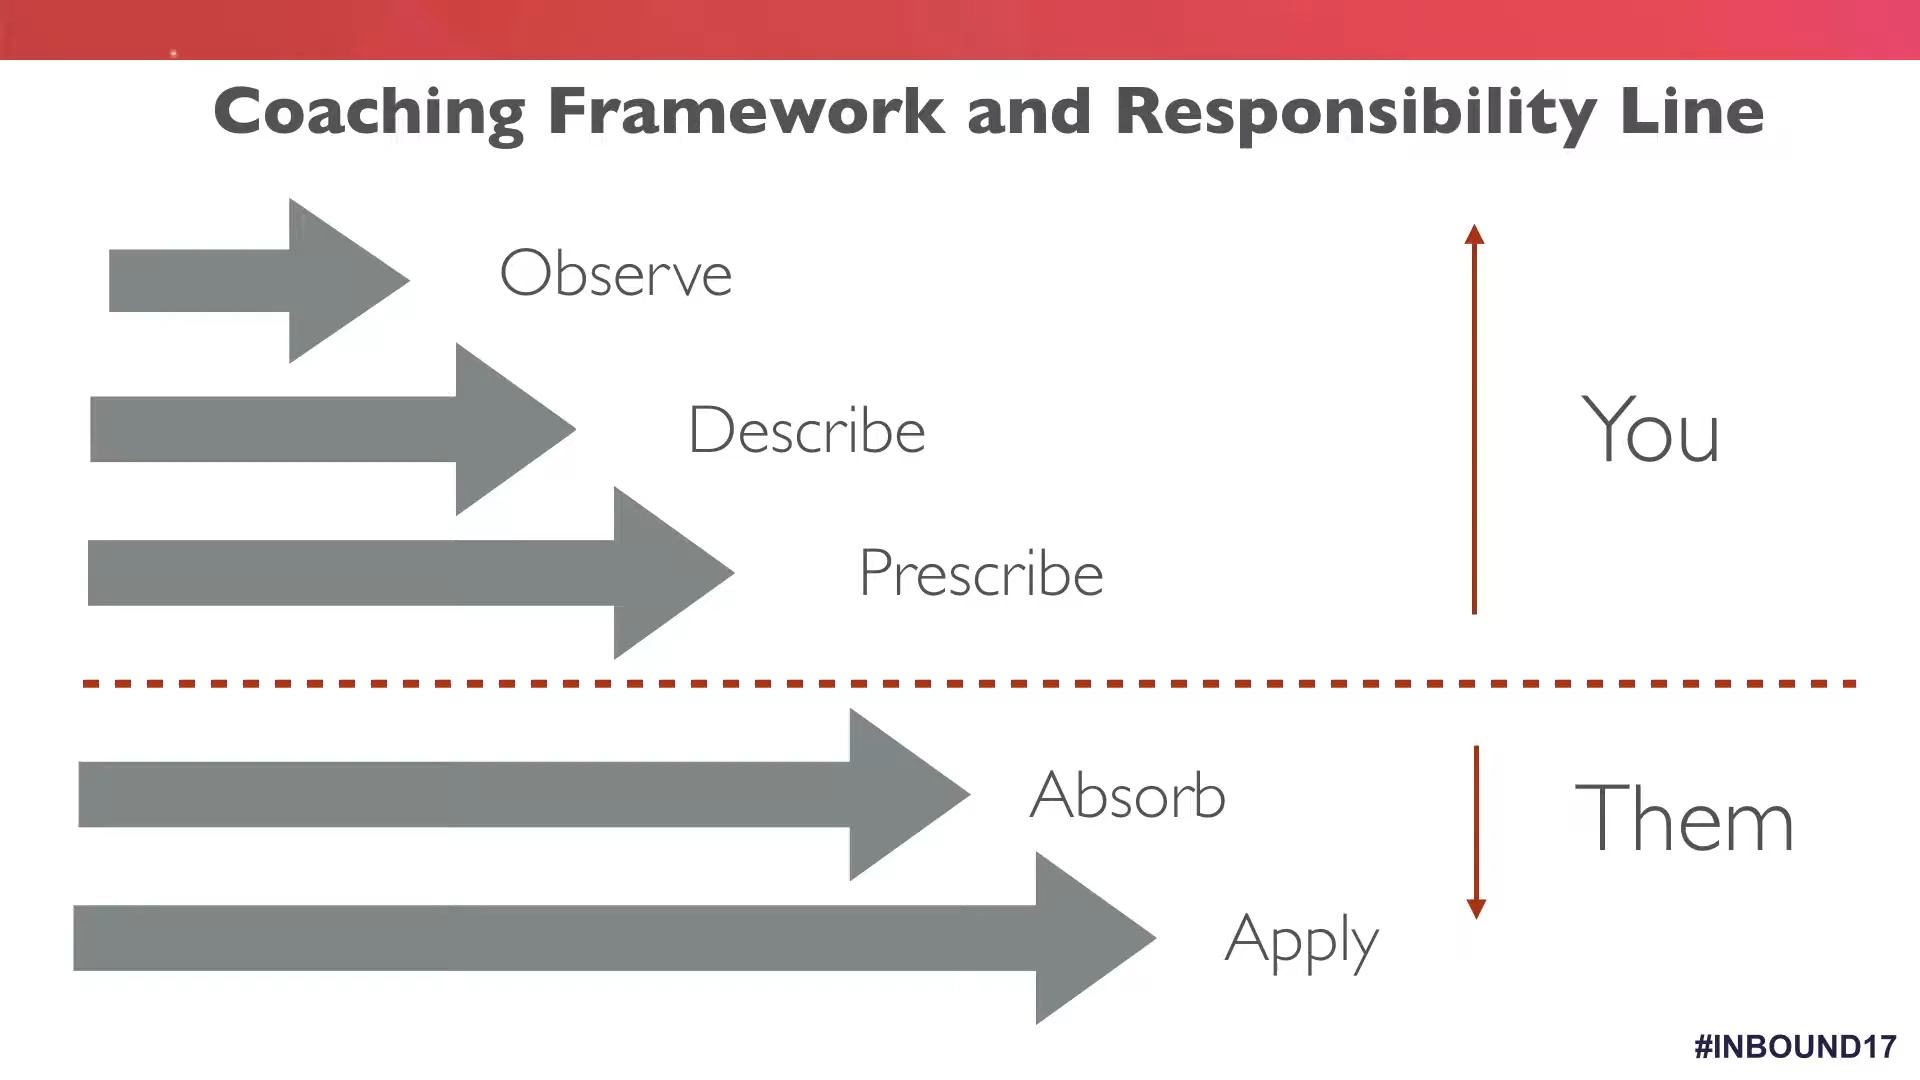 Coaching Framework and Responsibility Line
Observe
Describe
You
Prescribe
Absorb
Them
Apply
#INBOUND17